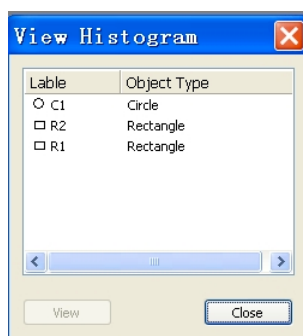 View Histogram
Lable Object Type
C1 Circle
R2 Rectangle
R1 Rectangle
View Close